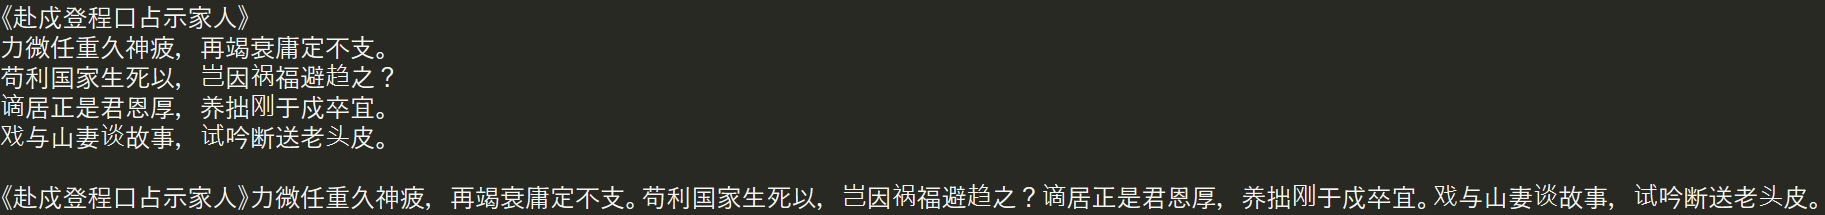 《赴戍登程口占示家人》
力微任重久神疲，再竭衰庸定不支。
苟利国家生死以，岂因祸福避趋之？
谪居正是君恩厚，养拙刚于戍卒宜。
戏与山妻谈故事，试吟断送老头皮。
《赴戍登程口占示家人》力微任重久神疲，再竭衰庸定不支。苟利国家生死以，岂因祸福避趋之？谪居正是君恩厚，养拙刚于戍卒宜。戏与山妻谈故事，试吟断送老头皮。